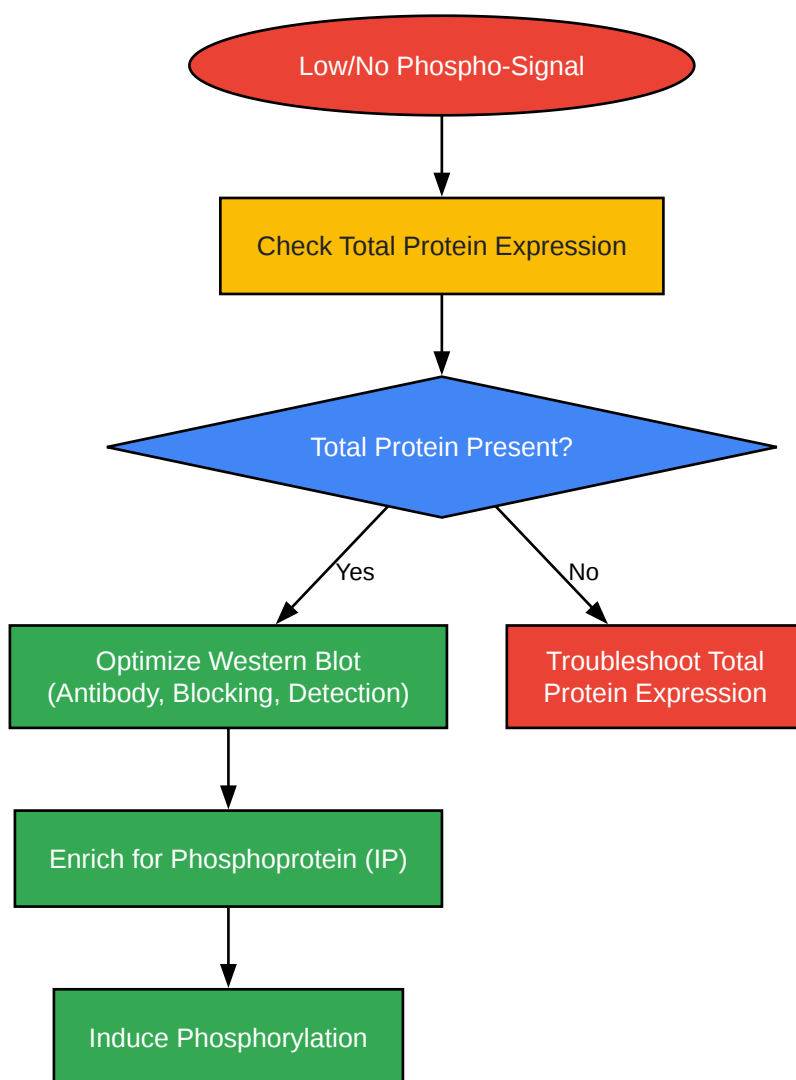 Low/No Phospho-Signal
Check Total Protein Expression
Total Protein Present?
Yes
No
Optimize Western Blot
(Antibody, Blocking, Detection)
Troubleshoot Total
Protein Expression
Enrich for Phosphoprotein (IP)
Induce Phosphorylation